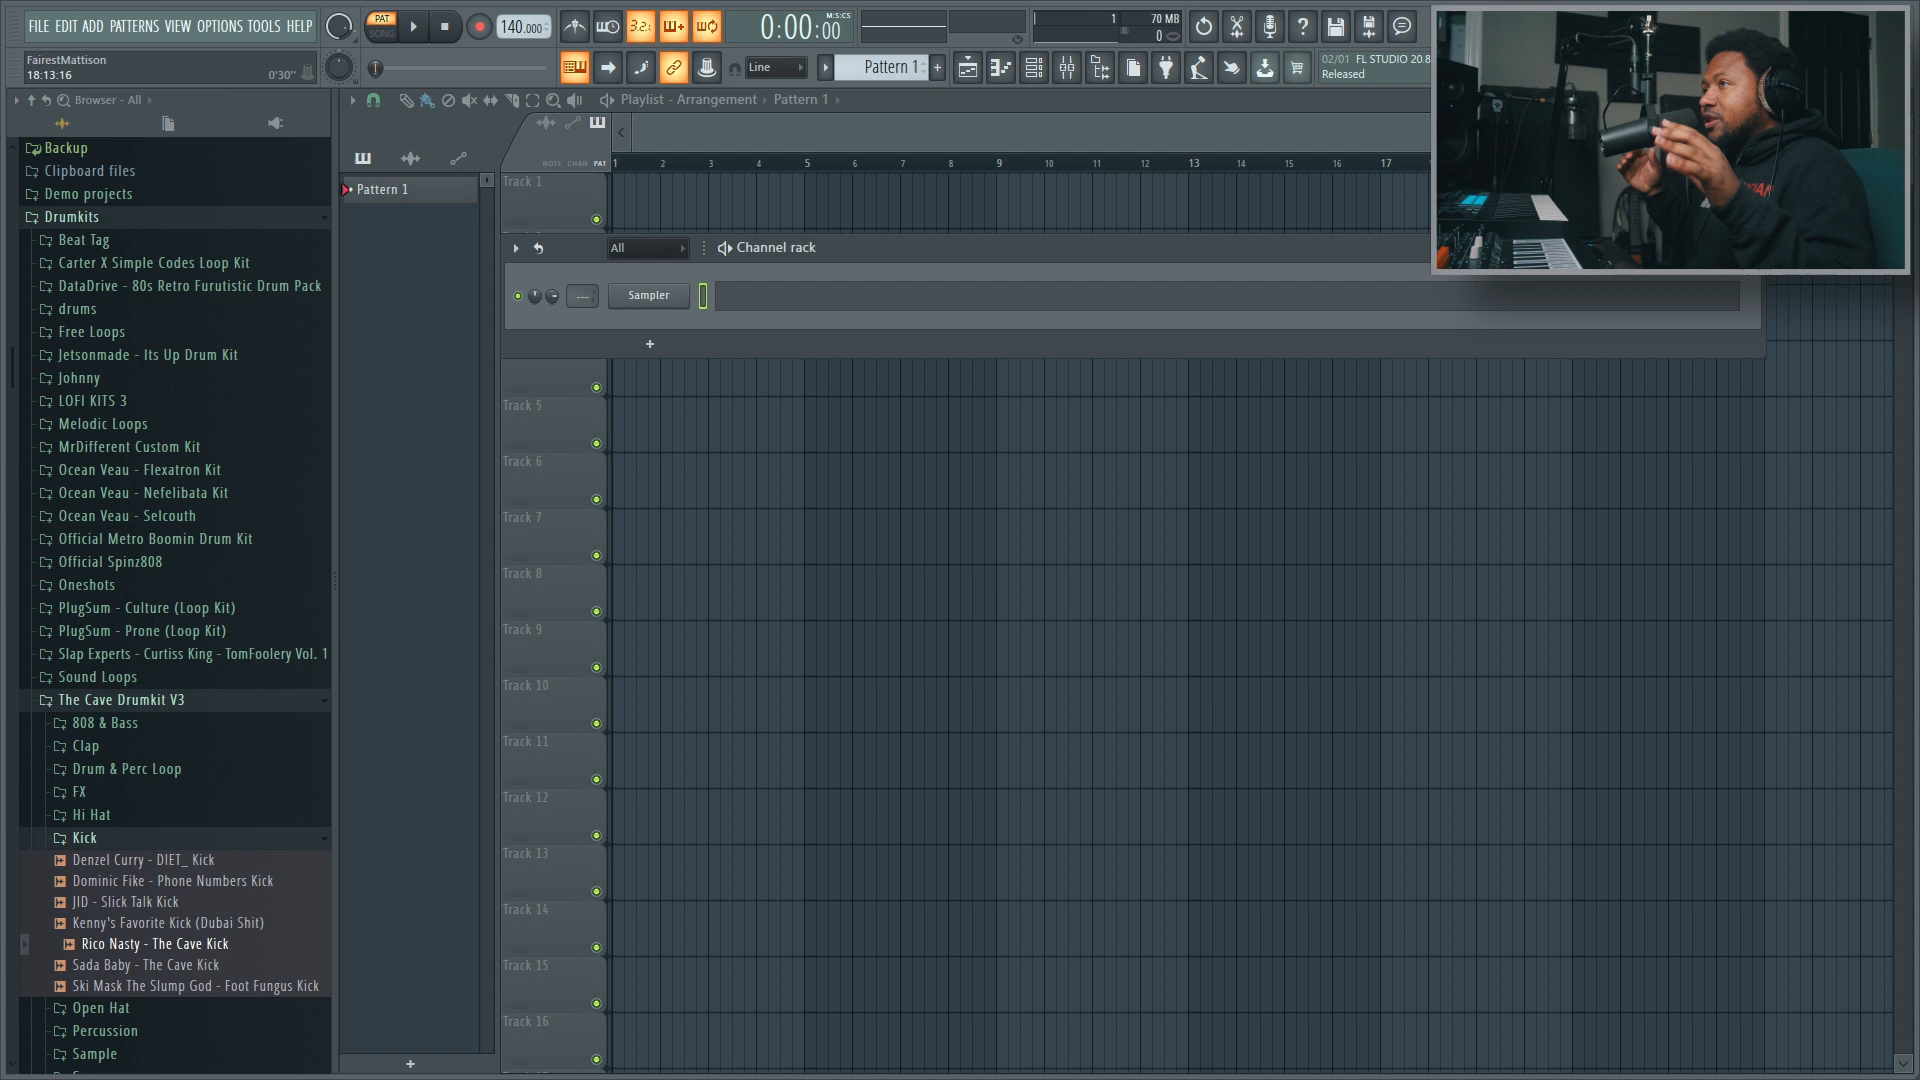 FILE EDIT ADD PATTERNS VIEW OPTIONS TOOLS HELP
PAT
SONG
140.000
3.2.
0:00:00
M:S:CS
1
70 MB
0
FairestMattison
18:13:16
0'30"
Line
Pattern 1
+
02/01 FL STUDIO 20.8
Released
Browser - All
Playlist - Arrangement
Pattern 1
Backup
Clipboard files
Demo projects
Drumkits
Beat Tag
Carter X Simple Codes Loop Kit
DataDrive - 80s Retro Furutistic Drum Pack
drums
Free Loops
Jetsonmade - Its Up Drum Kit
Johnny
LOFI KITS 3
Melodic Loops
MrDifferent Custom Kit
Ocean Veau - Flexatron Kit
Ocean Veau - Nefelibata Kit
Ocean Veau - Selcouth
Official Metro Boomin Drum Kit
Official Spinz808
Oneshots
PlugSum - Culture (Loop Kit)
PlugSum - Prone (Loop Kit)
Slap Experts - Curtiss King - TomFoolery Vol. 1
Sound Loops
The Cave Drumkit V3
808 & Bass
Clap
Drum & Perc Loop
FX
Hi Hat
Kick
Denzel Curry - DIET_ Kick
Dominic Fike - Phone Numbers Kick
JID - Slick Talk Kick
Kenny's Favorite Kick (Dubai Shit)
Rico Nasty - The Cave Kick
Sada Baby - The Cave Kick
Ski Mask The Slump God - Foot Fungus Kick
Open Hat
Percussion
Sample
Pattern 1
+
NOTE CHAN PAT
1 2 3 4 5 6 7 8 9 10 11 12 13 14 15 16 17
Track 1
All
Channel rack
---
Sampler
+
Track 5
Track 6
Track 7
Track 8
Track 9
Track 10
Track 11
Track 12
Track 13
Track 14
Track 15
Track 16